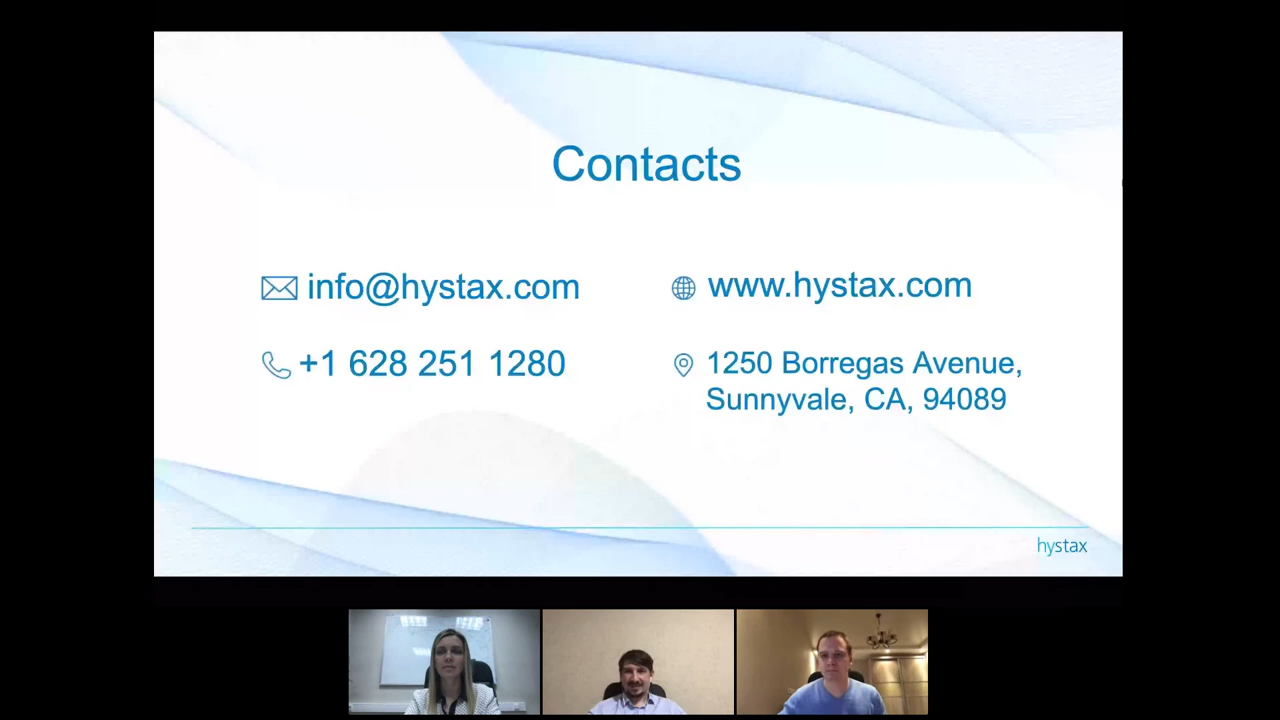 Contacts
info@hystax.com
www.hystax.com
+1 628 251 1280
1250 Borregas Avenue,
Sunnyvale, CA, 94089
hystax